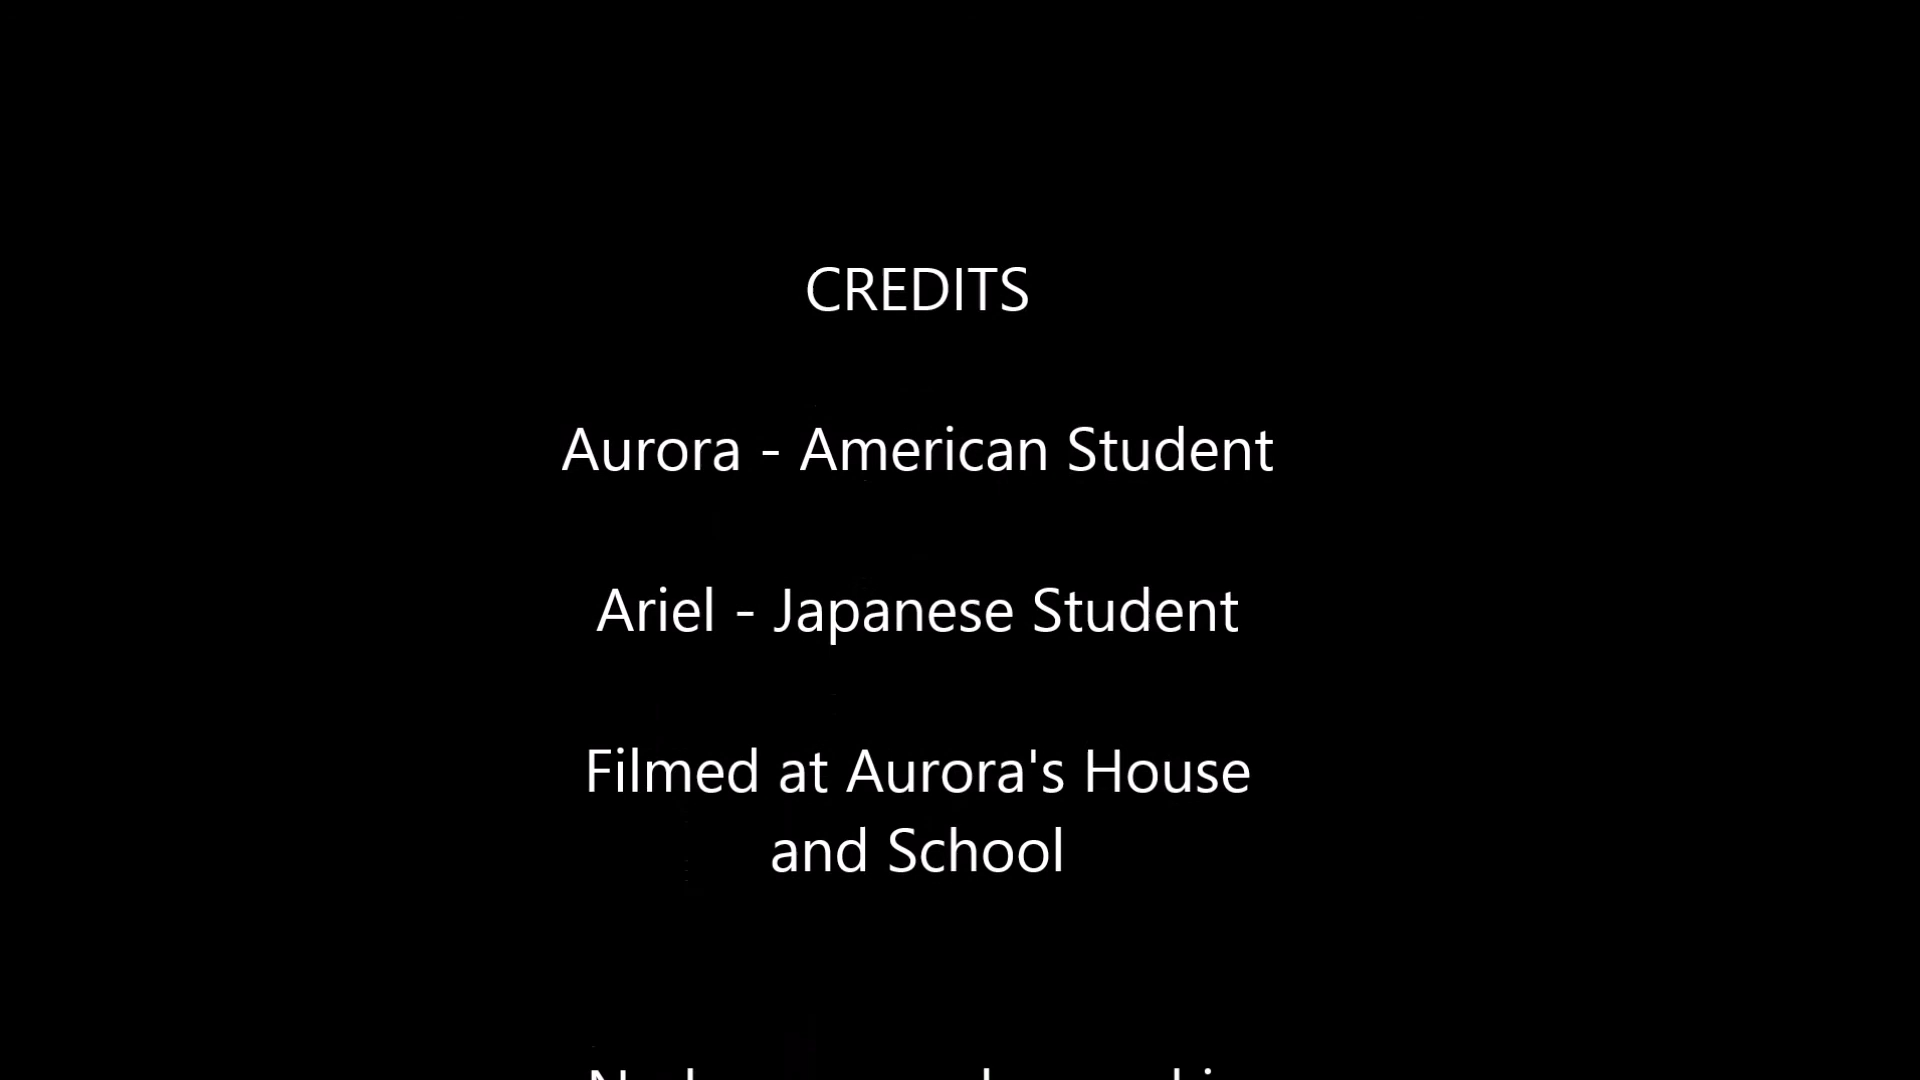 CREDITS
Aurora - American Student
Ariel - Japanese Student
Filmed at Aurora's House
and School